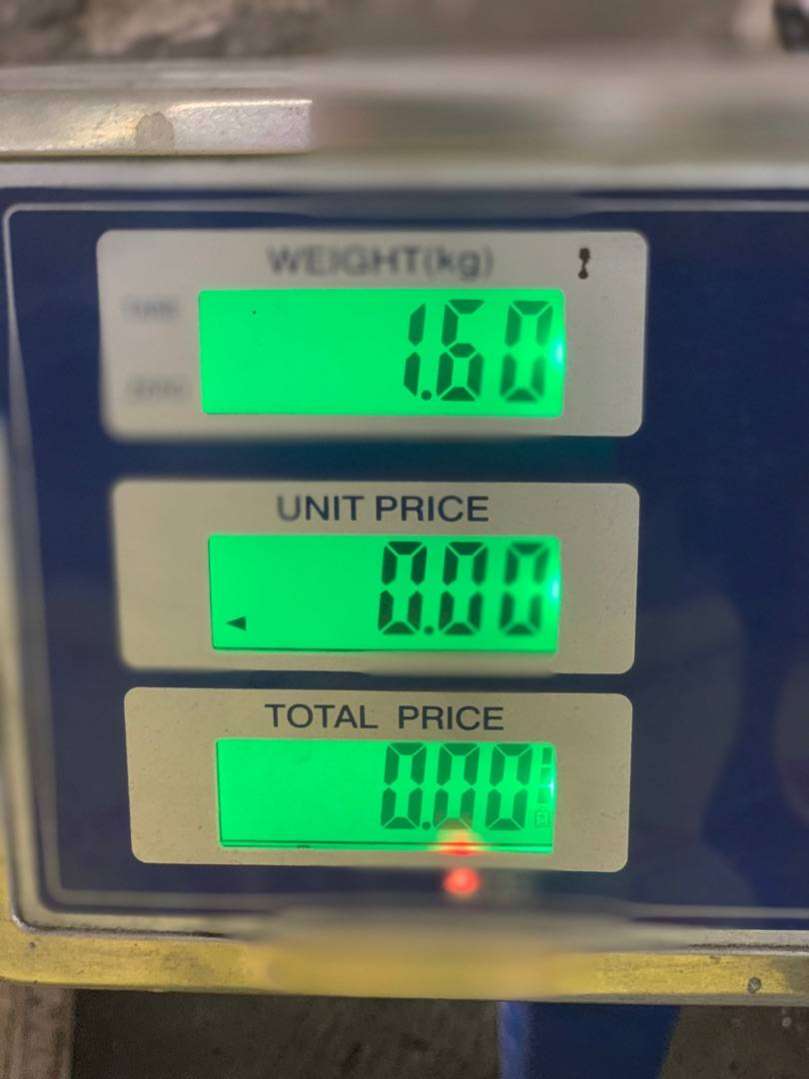 WEIGHT(kg)
1.60
UNIT PRICE
0.00
TOTAL PRICE
0.00